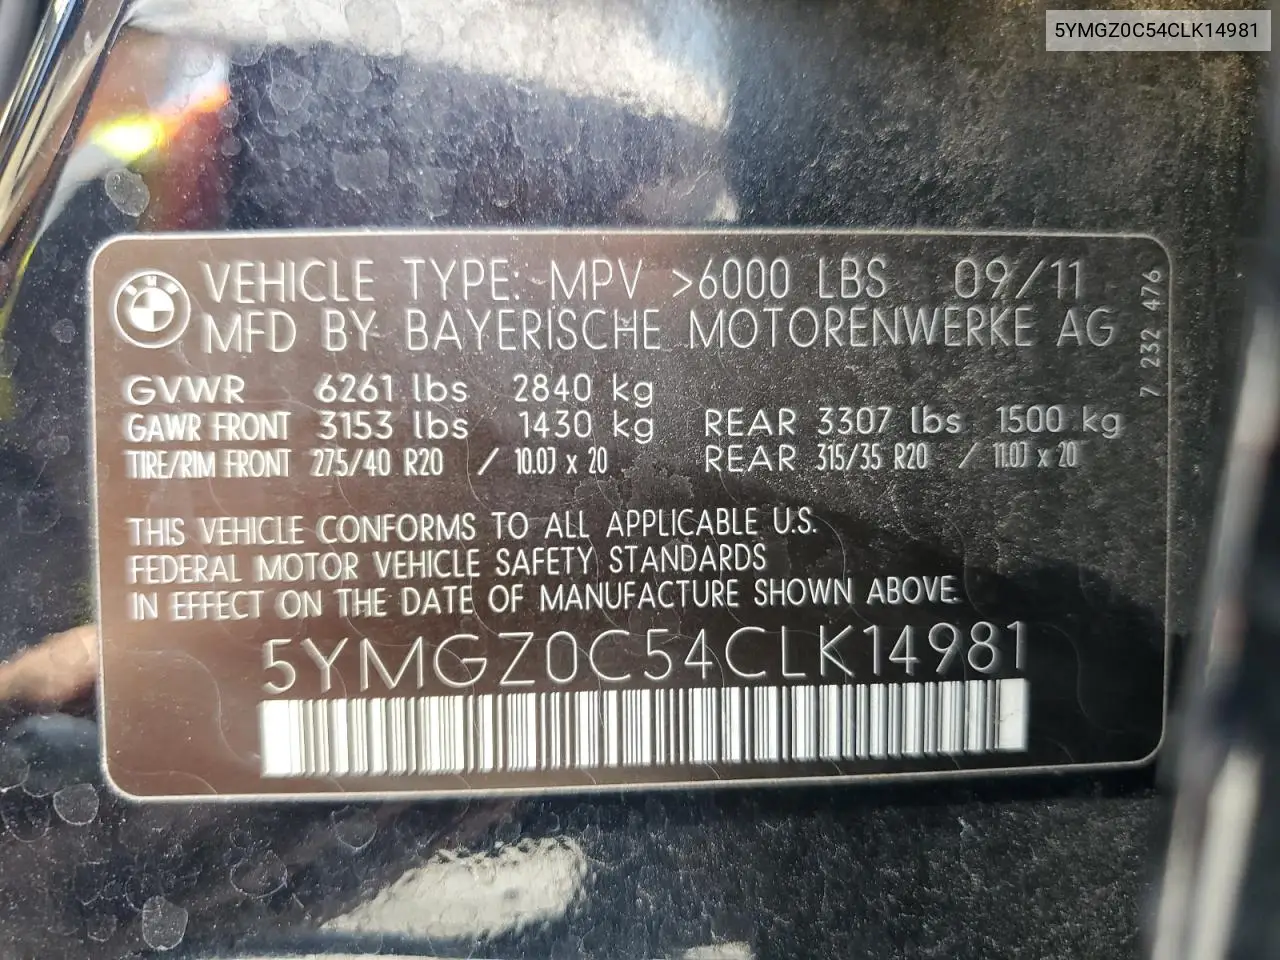 5YMGZ0C54CLK14981
BMW
VEHICLE TYPE: MPV >6000 LBS 09/11
MFD BY BAYERISCHE MOTORENWERKE AG
GVWR 6261 lbs 2840 kg
GAWR FRONT 3153 lbs 1430 kg REAR 3307 lbs 1500 kg
TIRE/RIM FRONT 275/40 R20 / 10.0J x 20 REAR 315/35 R20 / 11.0J x 20
7 232 476
THIS VEHICLE CONFORMS TO ALL APPLICABLE U.S.
FEDERAL MOTOR VEHICLE SAFETY STANDARDS
IN EFFECT ON THE DATE OF MANUFACTURE SHOWN ABOVE.
5YMGZ0C54CLK14981